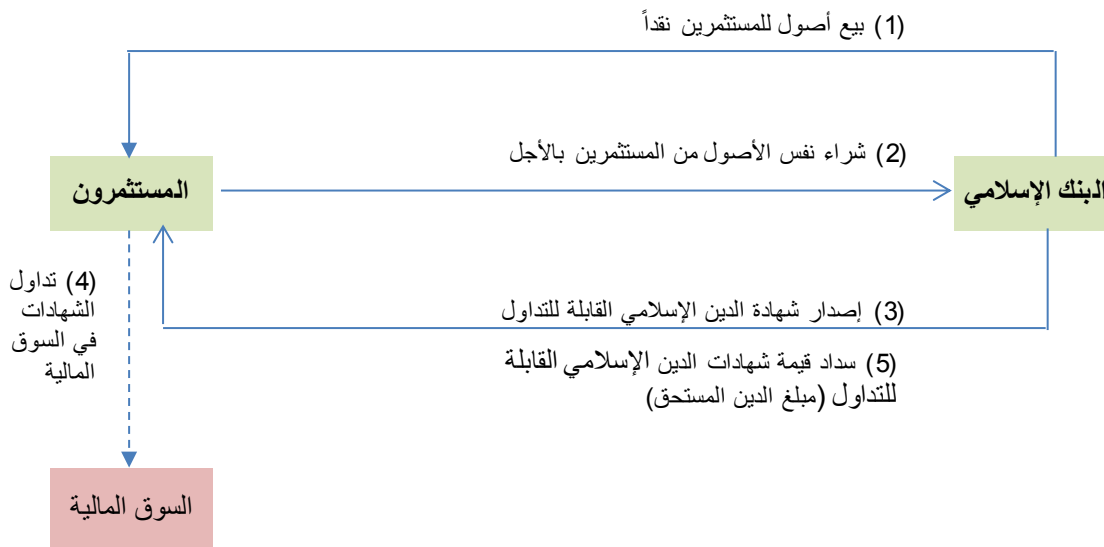 (1) بيع أصول للمستثمرين نقداً
(2) شراء نفس الأصول من المستثمرين بالأجل
البنك الإسلامي
المستثمرون
(3) إصدار شهادة الدين الإسلامي القابلة للتداول
(4) تداول
الشهادات
في السوق
المالية
(5) سداد قيمة شهادات الدين الإسلامي القابلة
للتداول (مبلغ الدين المستحق)
السوق المالية